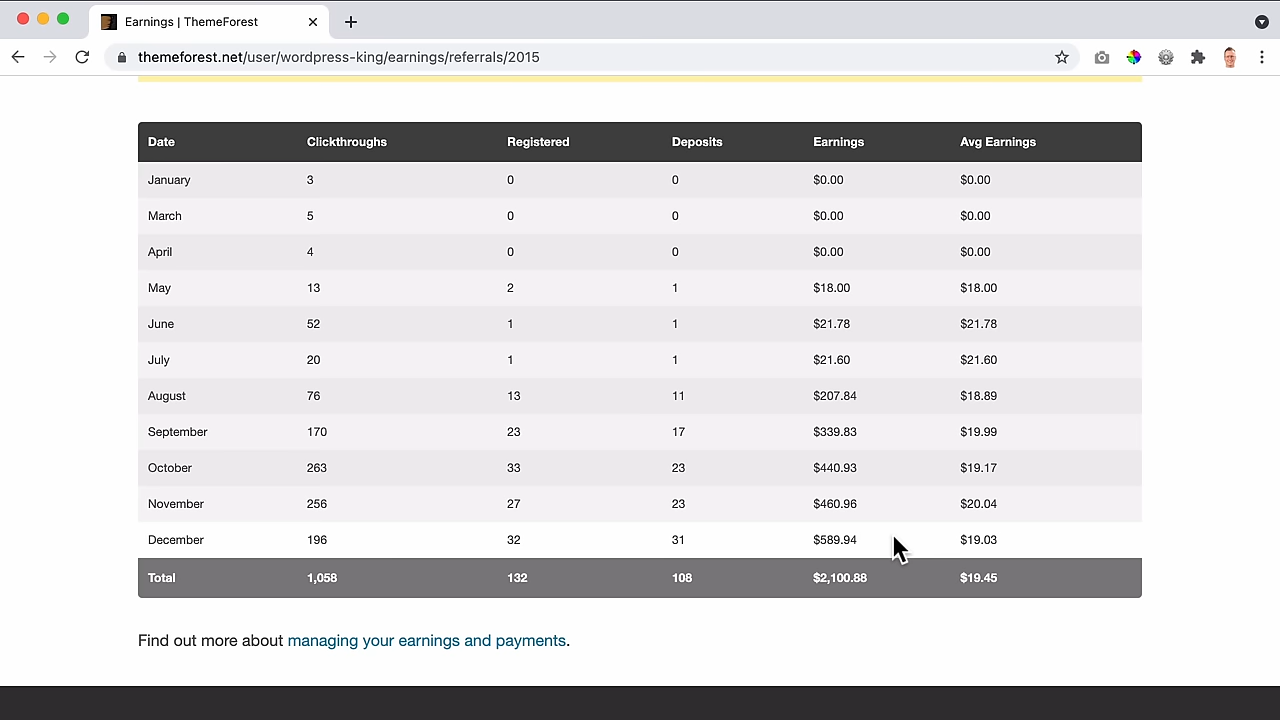 Earnings | ThemeForest
themeforest.net/user/wordpress-king/earnings/referrals/2015
Date Clickthroughs Registered Deposits Earnings Avg Earnings
January 3 0 0 $0.00 $0.00
March 5 0 0 $0.00 $0.00
April 4 0 0 $0.00 $0.00
May 13 2 1 $18.00 $18.00
June 52 1 1 $21.78 $21.78
July 20 1 1 $21.60 $21.60
August 76 13 11 $207.84 $18.89
September 170 23 17 $339.83 $19.99
October 263 33 23 $440.93 $19.17
November 256 27 23 $460.96 $20.04
December 196 32 31 $589.94 $19.03
Total 1,058 132 108 $2,100.88 $19.45
Find out more about managing your earnings and payments.